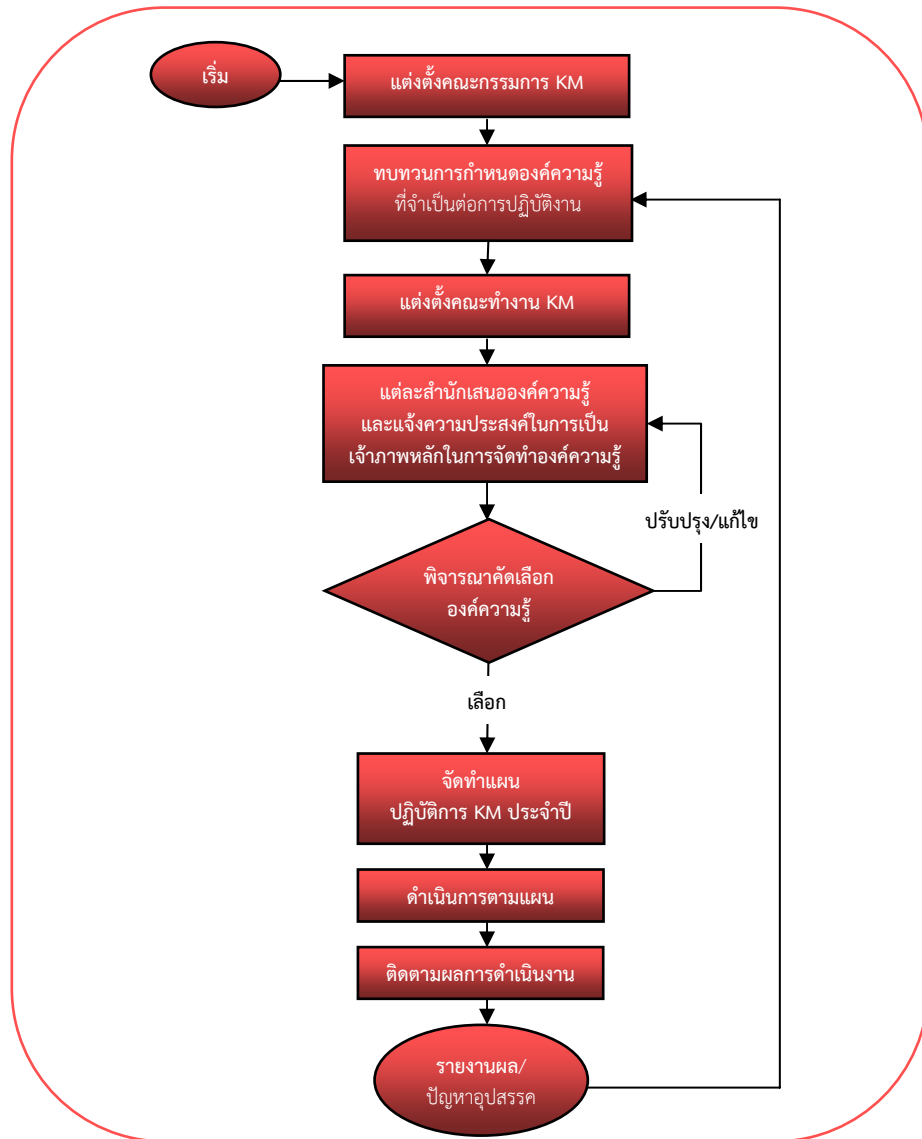 เริ่ม
แต่งตั้งคณะกรรมการ KM
ทบทวนการกำหนดองค์ความรู้
ที่จำเป็นต่อการปฏิบัติงาน
แต่งตั้งคณะทำงาน KM
แต่ละสำนักเสนอองค์ความรู้
และแจ้งความประสงค์ในการเป็น
เจ้าภาพหลักในการจัดทำองค์ความรู้
ปรับปรุง/แก้ไข
พิจารณาคัดเลือก
องค์ความรู้
เลือก
จัดทำแผน
ปฏิบัติการ KM ประจำปี
ดำเนินการตามแผน
ติดตามผลการดำเนินงาน
รายงานผล/
ปัญหาอุปสรรค